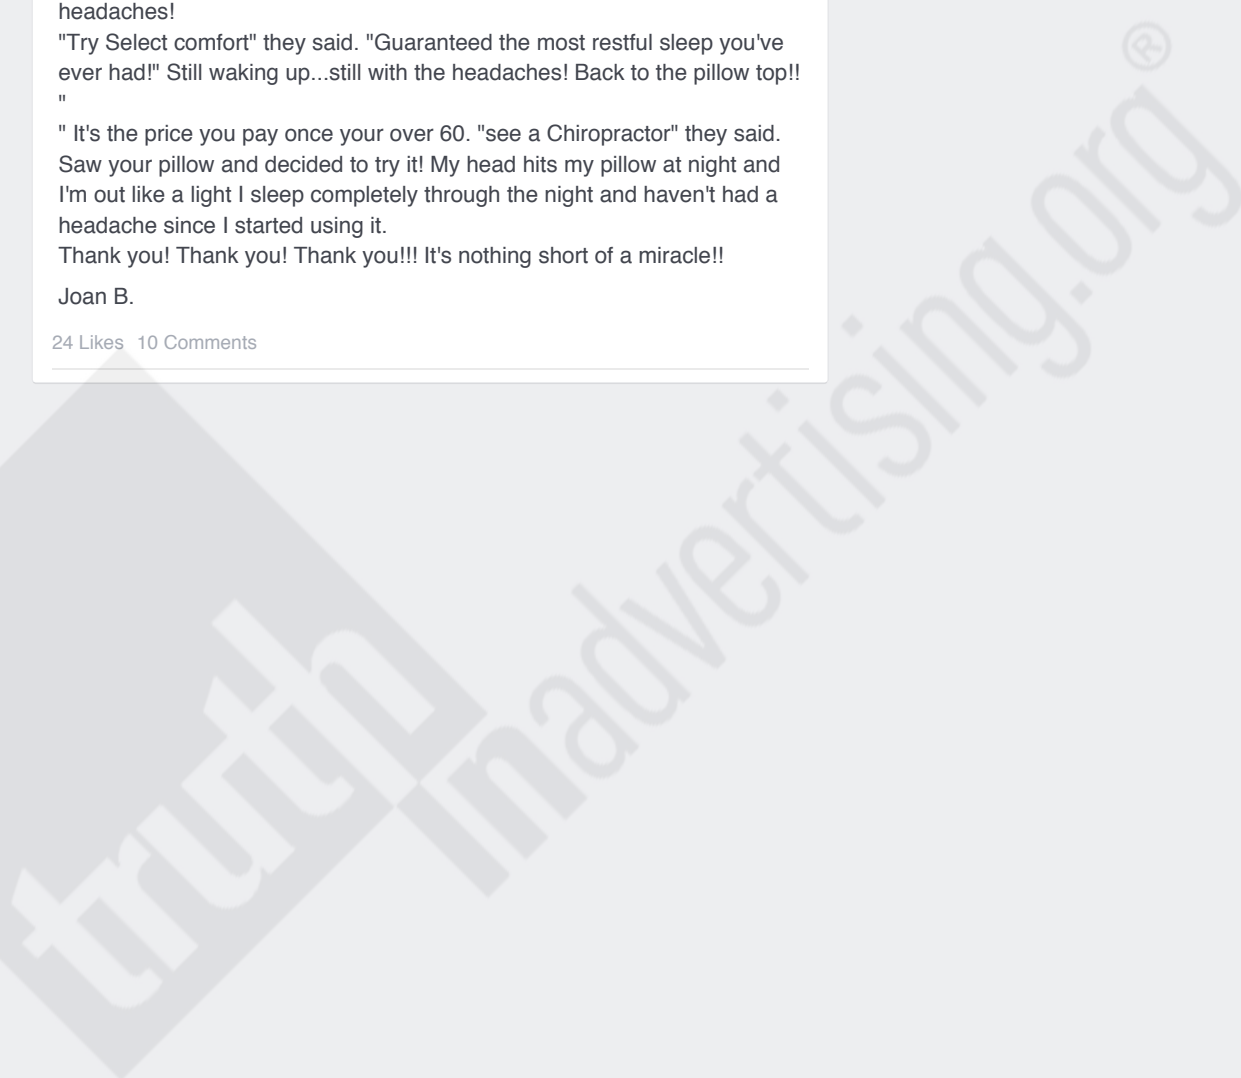 headaches!
"Try Select comfort" they said. "Guaranteed the most restful sleep you've
ever had!" Still waking up...still with the headaches! Back to the pillow top!!
"
" It's the price you pay once your over 60. "see a Chiropractor" they said.
Saw your pillow and decided to try it! My head hits my pillow at night and
I'm out like a light I sleep completely through the night and haven't had a
headache since I started using it.
Thank you! Thank you! Thank you!!! It's nothing short of a miracle!!
Joan B.
24 Likes 10 Comments
truth
inadvertising.org®